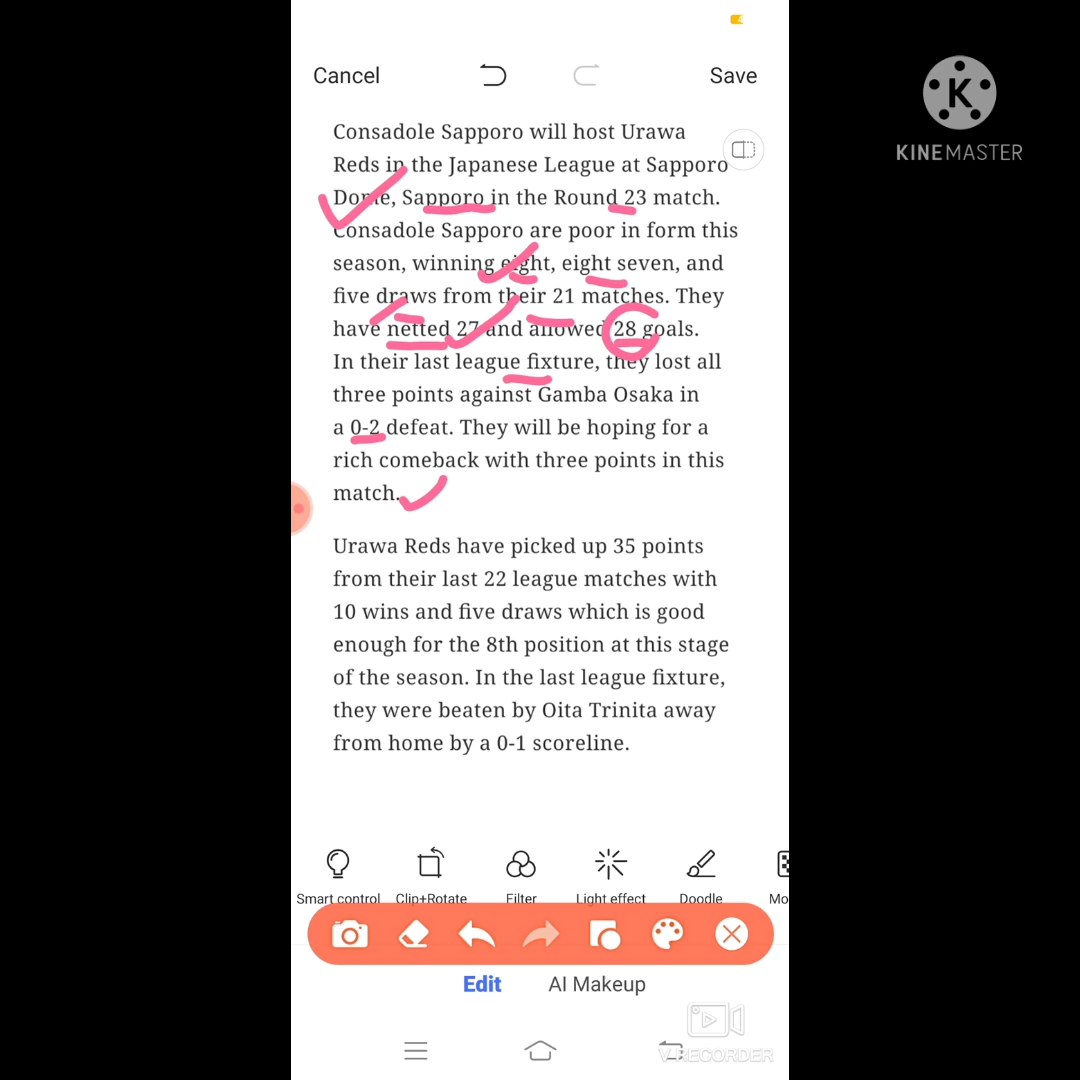 Cancel
Save
K
KINEMASTER
Consadole Sapporo will host Urawa
Reds in the Japanese League at Sapporo
Dome, Sapporo in the Round 23 match.
Consadole Sapporo are poor in form this
season, winning eight, eight seven, and
five draws from their 21 matches. They
have netted 27 and allowed 28 goals.
In their last league fixture, they lost all
three points against Gamba Osaka in
a 0-2 defeat. They will be hoping for a
rich comeback with three points in this
match.
Urawa Reds have picked up 35 points
from their last 22 league matches with
10 wins and five draws which is good
enough for the 8th position at this stage
of the season. In the last league fixture,
they were beaten by Oita Trinita away
from home by a 0-1 scoreline.
Smart control Clip+Rotate Filter Light effect Doodle Mo
Edit AI Makeup
V RECORDER